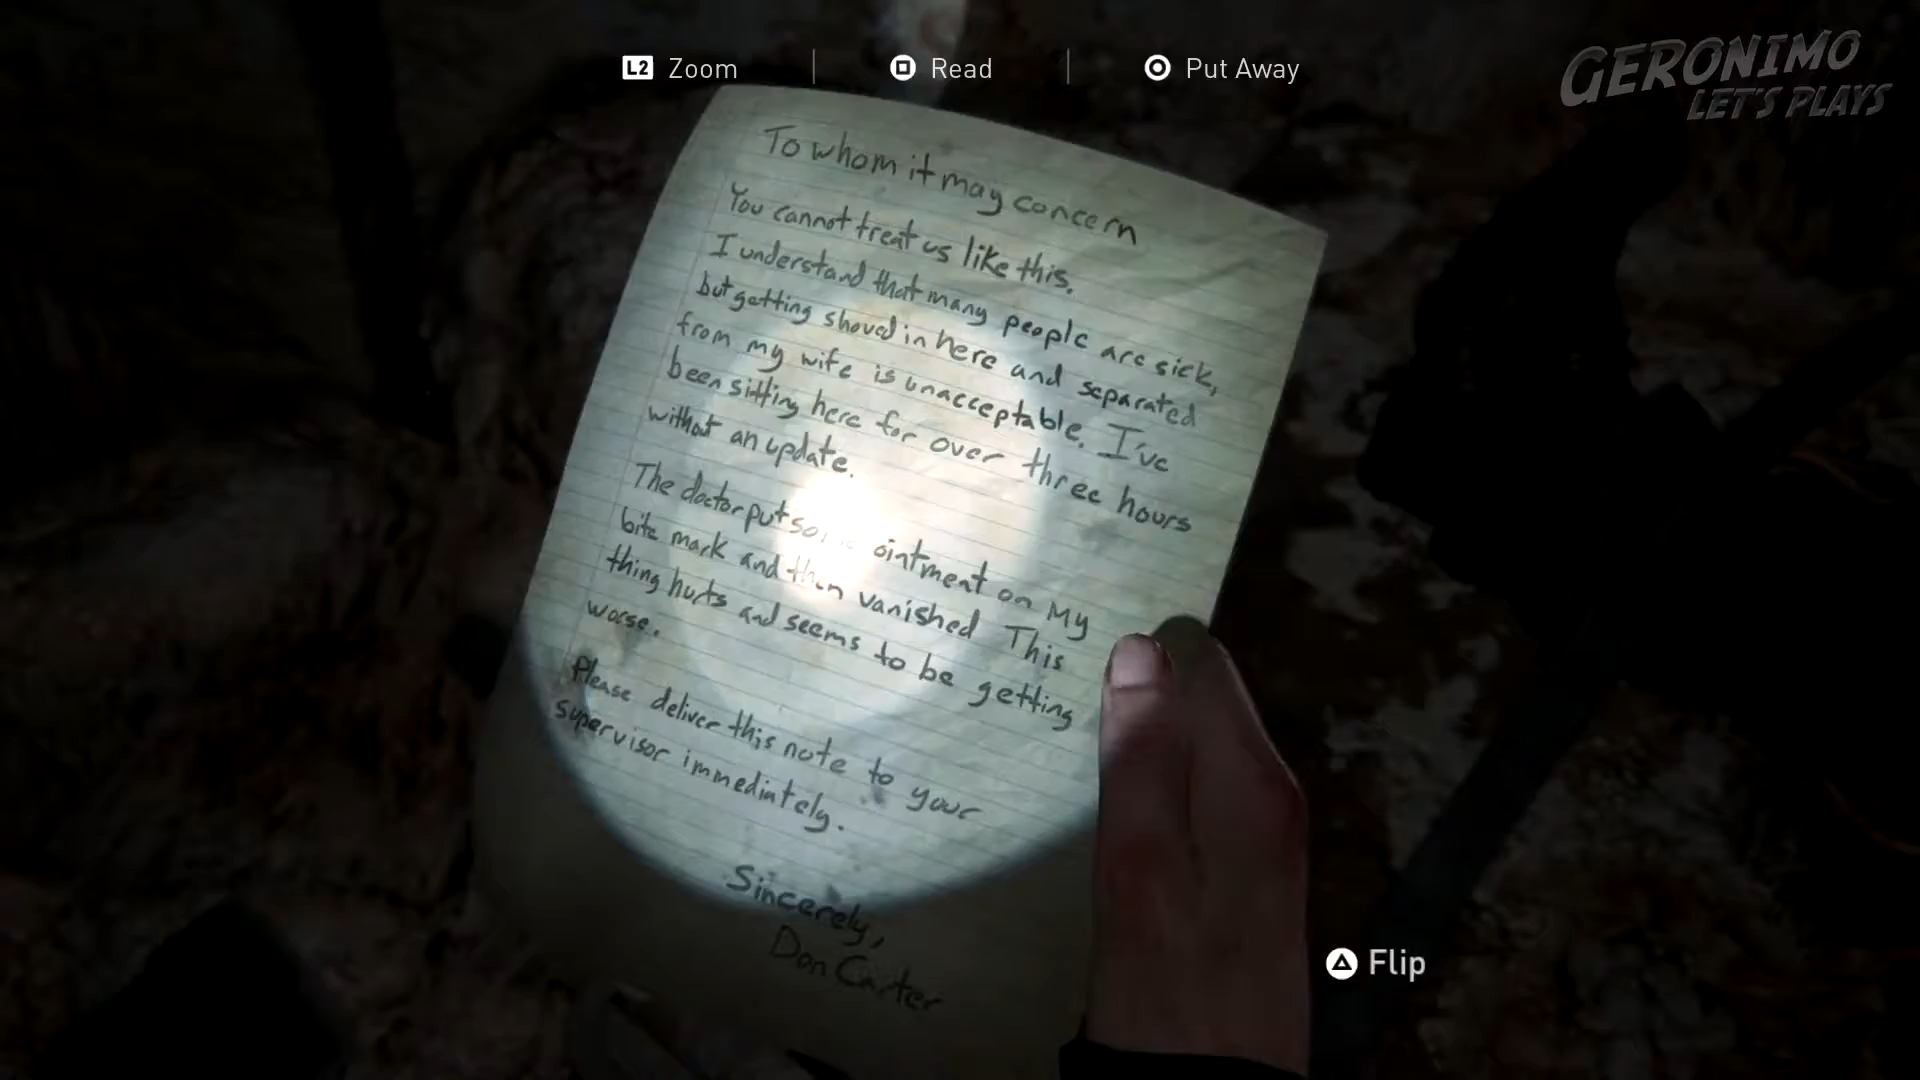 L2 Zoom Read Put Away
GERONIMO
LET'S PLAYS
To whom it may concern
You cannot treat us like this.
I understand that many people are sick,
but getting shoved in here and separated
from my wife is unacceptable. I've
been sitting here for over three hours
without an update.
The doctor put ointment on My
bite mark and then vanished This
thing hurts and seems to be getting
worse.
Please deliver this note to your
supervisor immediately.
Sincerely,
Don Carter
Flip